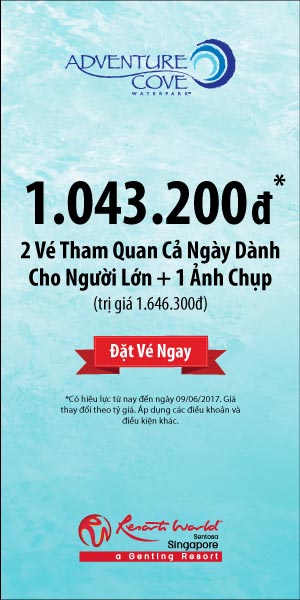 ADVENTURE
COVE
WATERPARK™
1.043.200đ*
2 Vé Tham Quan Cả Ngày Dành
Cho Người Lớn + 1 Ảnh Chụp
(trị giá 1.646.300đ)
Đặt Vé Ngay
*Có hiệu lực từ nay đến ngày 09/06/2017. Giá
thay đổi theo tỷ giá. Áp dụng các điều khoản và
điều kiện khác.
Resorts World™
Sentosa
Singapore
a Genting Resort